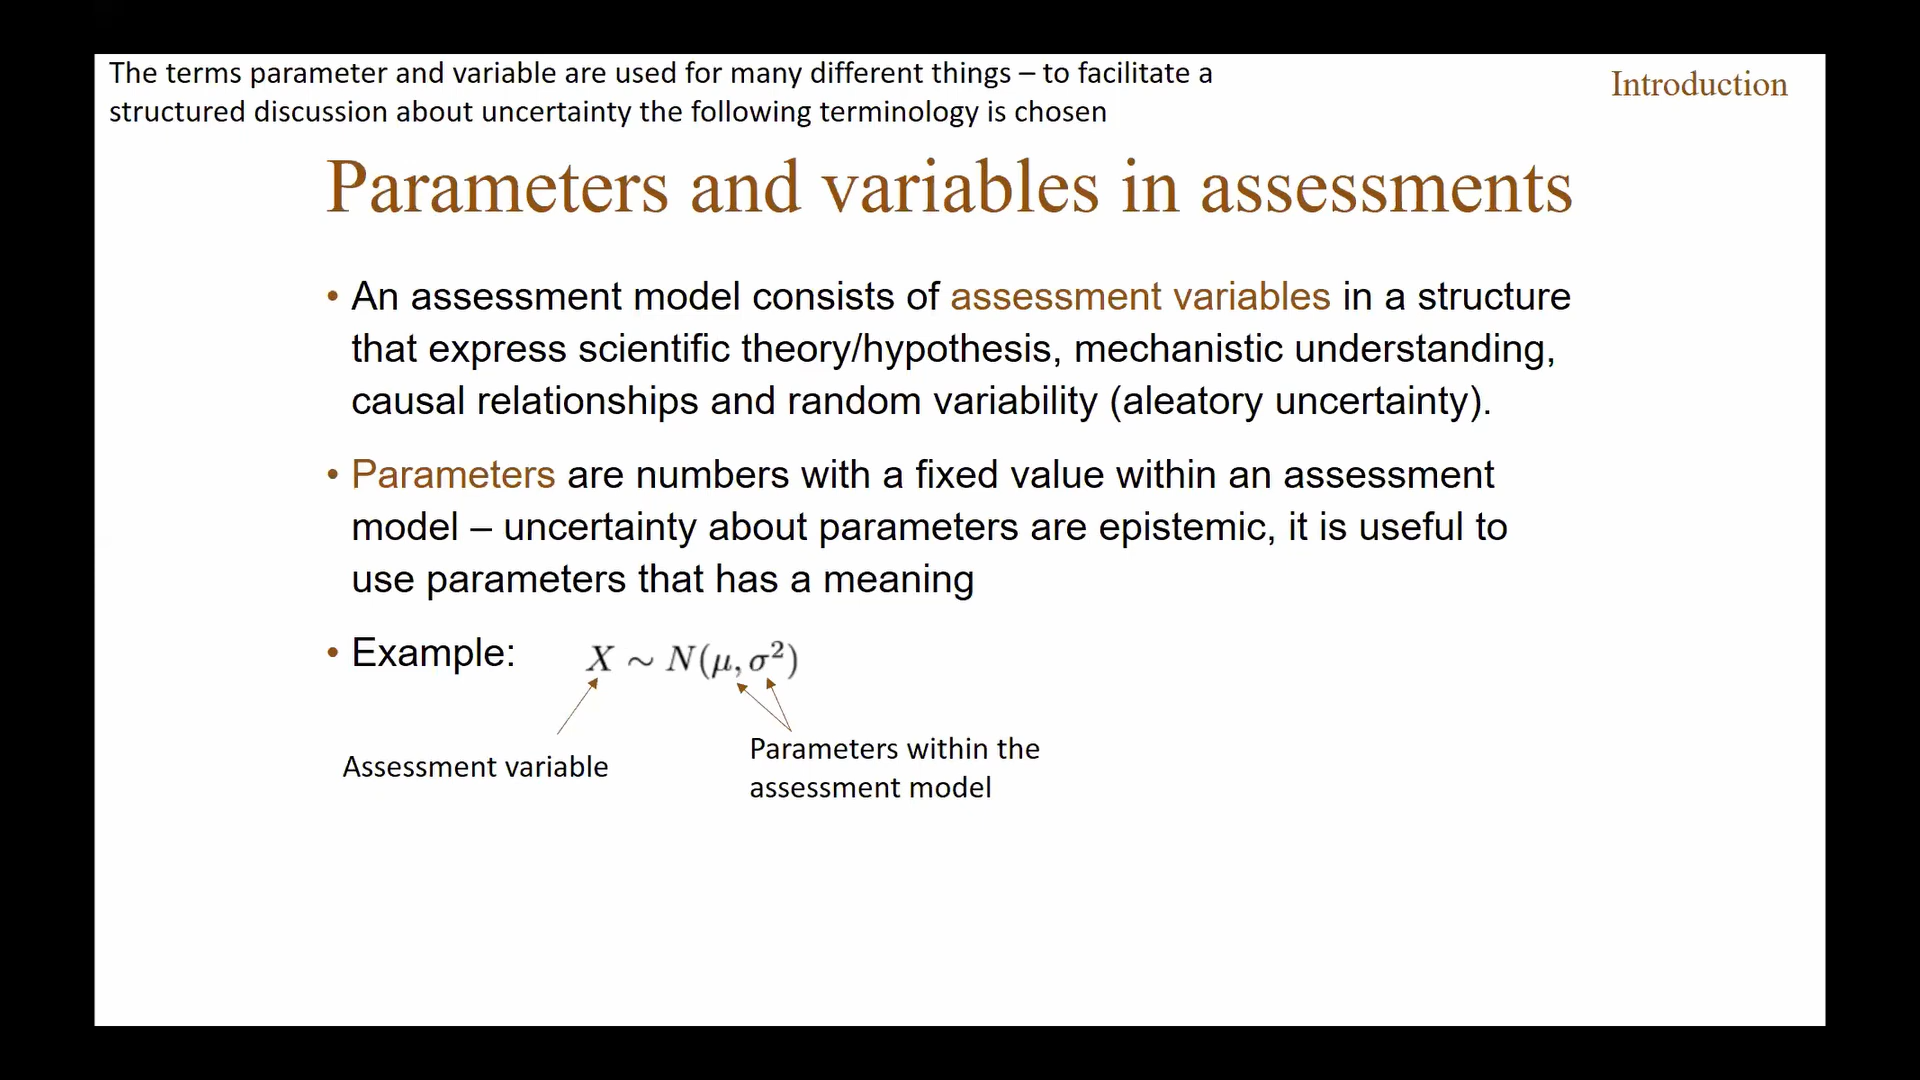 The terms parameter and variable are used for many different things – to facilitate a
structured discussion about uncertainty the following terminology is chosen
Introduction
Parameters and variables in assessments
• An assessment model consists of assessment variables in a structure
that express scientific theory/hypothesis, mechanistic understanding,
causal relationships and random variability (aleatory uncertainty).
• Parameters are numbers with a fixed value within an assessment
model – uncertainty about parameters are epistemic, it is useful to
use parameters that has a meaning
• Example: X ~ N(μ, σ²)
Assessment variable
Parameters within the
assessment model